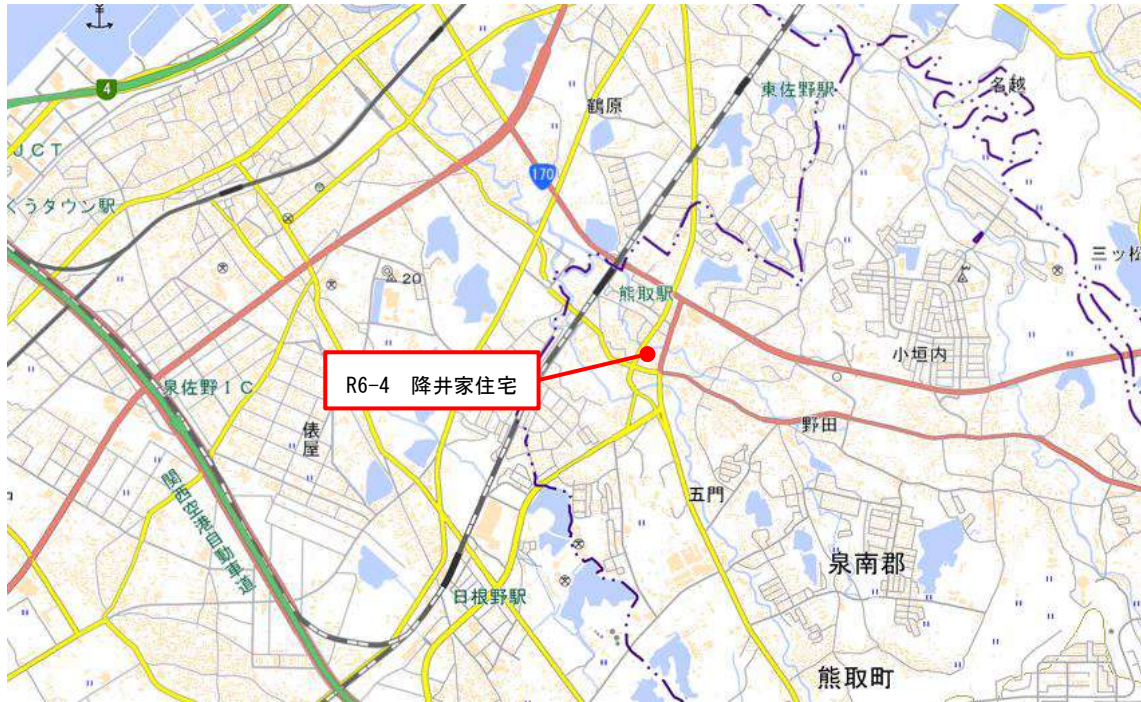 4
名越
東佐野駅
鶴原
JCT
170
くうタウン駅
三ッ松
20
熊取駅
小垣内
R6-4 降井家住宅
泉佐野IC
野田
俵屋
五門
関西空港自動車道
泉南郡
日根野駅
熊取町